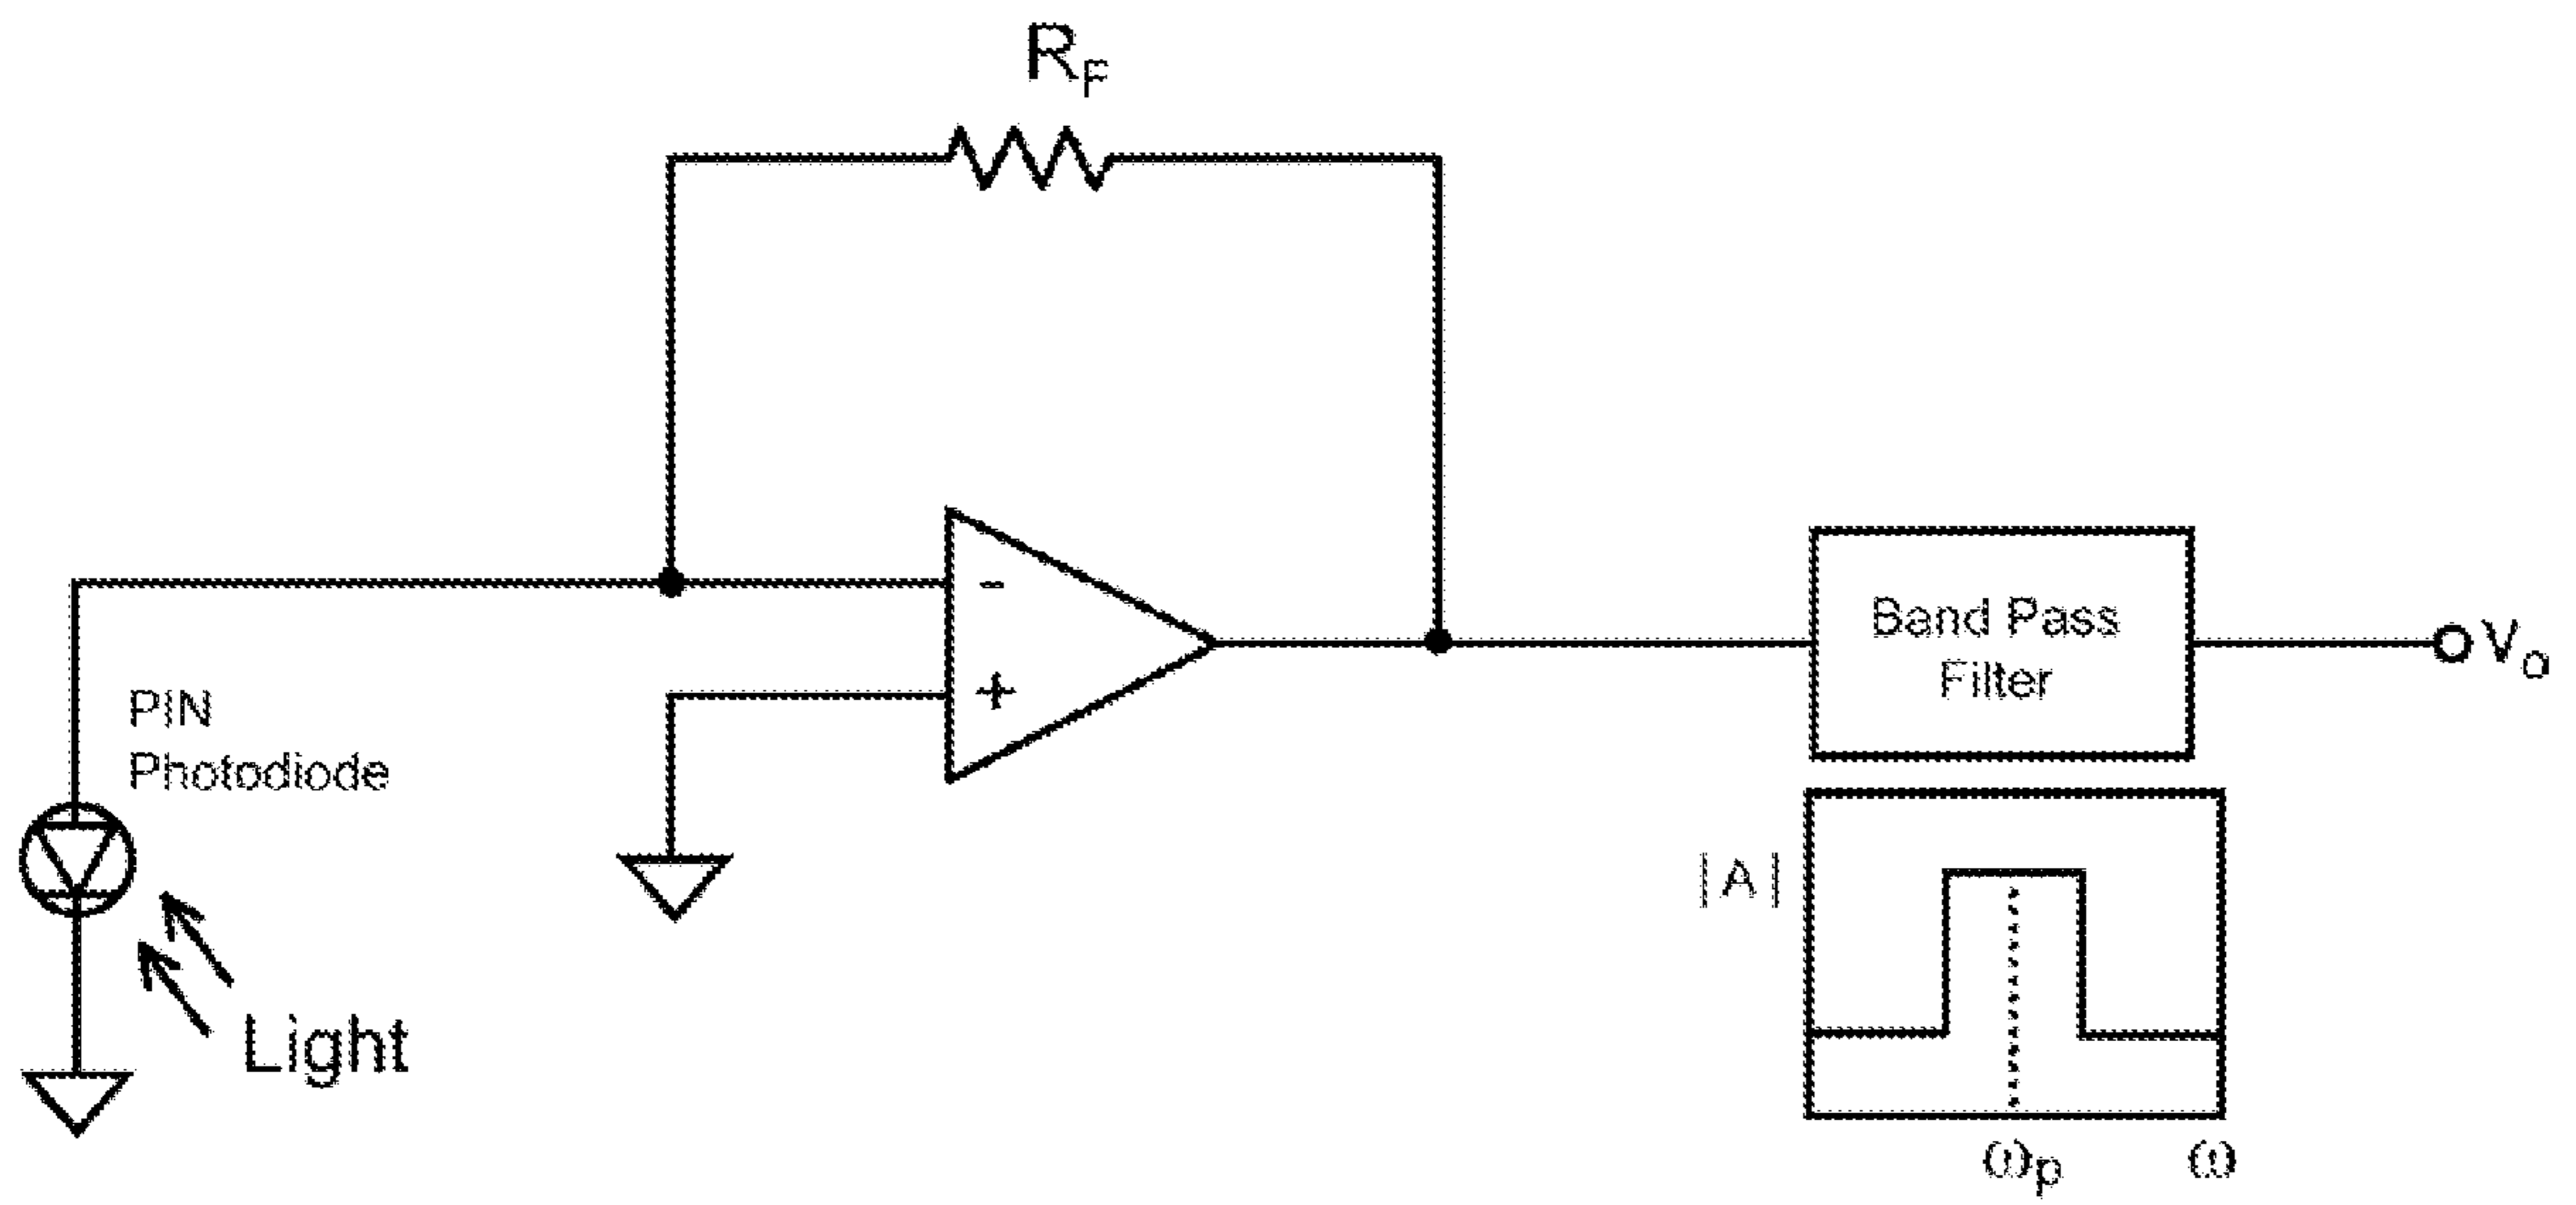 R_F
-
+
PIN
Photodiode
Light
Band Pass
Filter
V_o
|A|
ω_p
ω